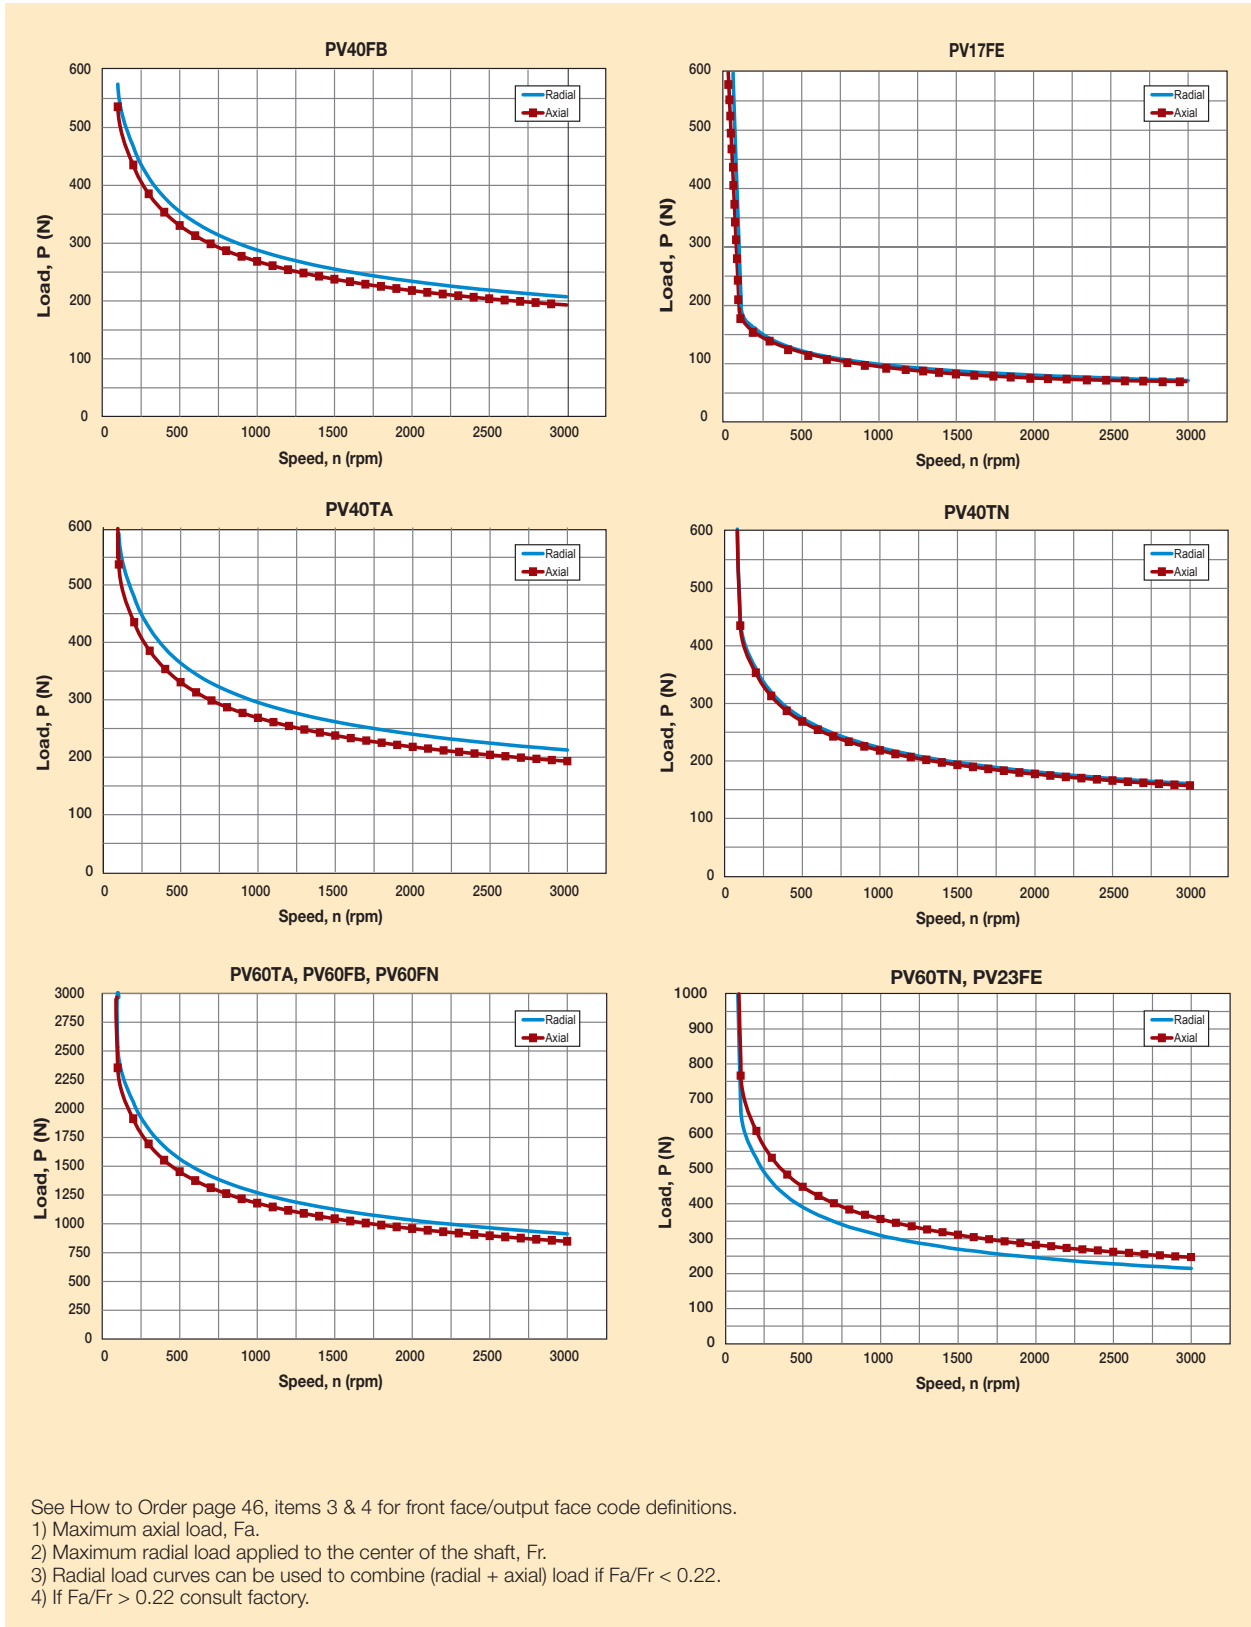 PV40FB
600
500
400
300
200
100
0
Load, P (N)
Radial
Axial
0 500 1000 1500 2000 2500 3000
Speed, n (rpm)
PV17FE
600
500
400
300
200
100
0
Load, P (N)
Radial
Axial
0 500 1000 1500 2000 2500 3000
Speed, n (rpm)
PV40TA
600
500
400
300
200
100
0
Load, P (N)
Radial
Axial
0 500 1000 1500 2000 2500 3000
Speed, n (rpm)
PV40TN
600
500
400
300
200
100
0
Load, P (N)
Radial
Axial
0 500 1000 1500 2000 2500 3000
Speed, n (rpm)
PV60TA, PV60FB, PV60FN
3000
2750
2500
2250
2000
1750
1500
1250
1000
750
500
250
0
Load, P (N)
Radial
Axial
0 500 1000 1500 2000 2500 3000
Speed, n (rpm)
PV60TN, PV23FE
1000
900
800
700
600
500
400
300
200
100
0
Load, P (N)
Radial
Axial
0 500 1000 1500 2000 2500 3000
Speed, n (rpm)
See How to Order page 46, items 3 & 4 for front face/output face code definitions.
1) Maximum axial load, Fa.
2) Maximum radial load applied to the center of the shaft, Fr.
3) Radial load curves can be used to combine (radial + axial) load if Fa/Fr < 0.22.
4) If Fa/Fr > 0.22 consult factory.